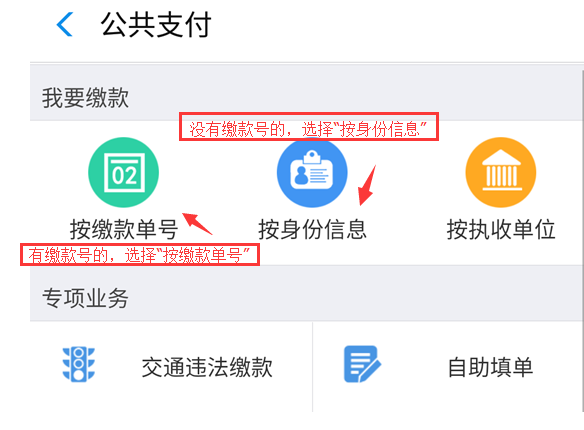 公共支付
我要缴款
没有缴款号的，选择“按身份信息”
02
按缴款单号
按身份信息
按执收单位
有缴款号的，选择“按缴款单号”
专项业务
交通违法缴款
自助填单